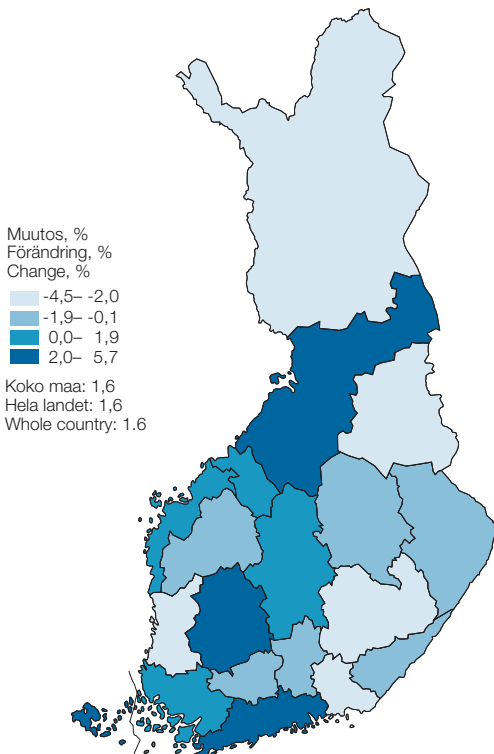 Muutos, %
Förändring, %
Change, %
-4,5– -2,0
-1,9– -0,1
0,0– 1,9
2,0– 5,7
Koko maa: 1,6
Hela landet: 1,6
Whole country: 1.6